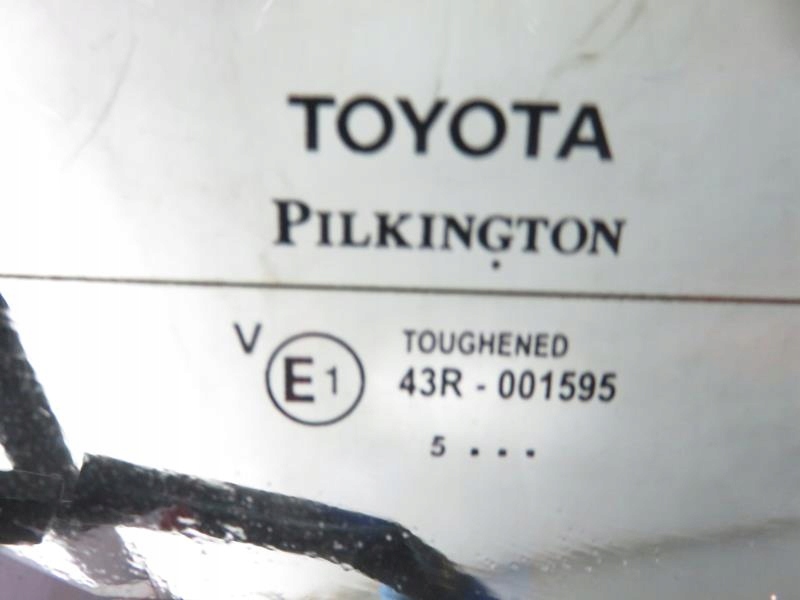 TOYOTA
PILKINGTON
V E1 TOUGHENED
43R - 001595
5 . . .